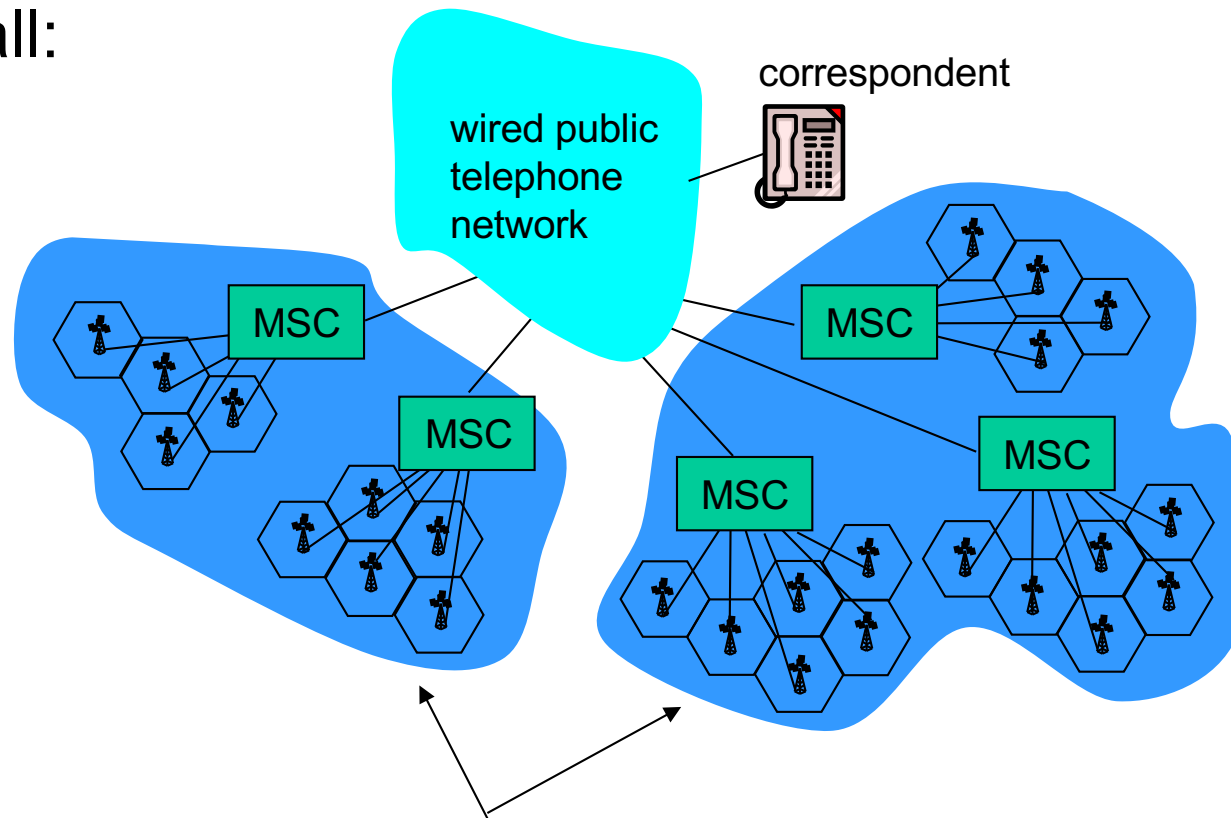 all:
correspondent
wired public
telephone
network
MSC
MSC
MSC
MSC
MSC